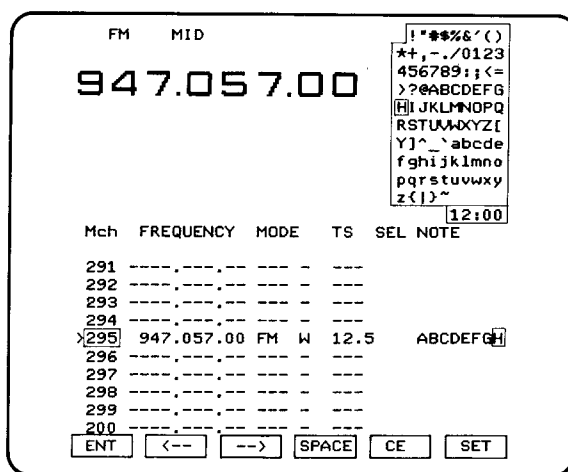 FM MID
947.057.00
!"#$%&'()
*+,-./0123
456789:;<=
>?@ABCDEFG
HIJKLMNOPQ
RSTUVWXYZ[
Y]^_`abcde
fghijklmno
pqrstuvwxy
z{|}~
12:00
Mch FREQUENCY MODE TS SEL NOTE
291 ----.---.-- --- - ---
292 ----.---.-- --- - ---
293 ----.---.-- --- - ---
294 ----.---.-- --- - ---
>295 947.057.00 FM W 12.5 ABCDEFGH
296 ----.---.-- --- - ---
297 ----.---.-- --- - ---
298 ----.---.-- --- - ---
299 ----.---.-- --- - ---
200 ----.---.-- --- - ---
ENT <-- --> SPACE CE SET